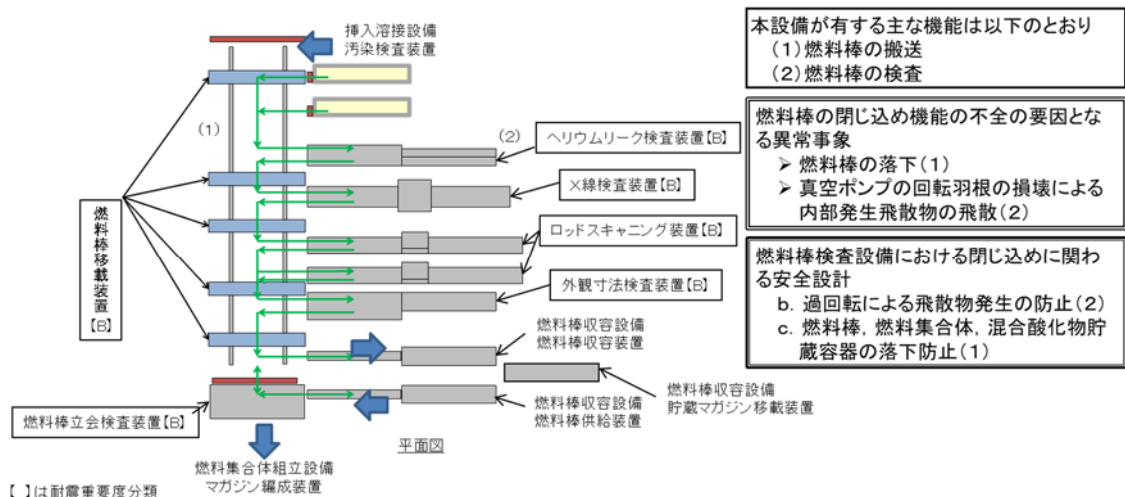 挿入溶接設備
汚染検査装置
(1)
(2)
ヘリウムリーク検査装置【B】
X線検査装置【B】
ロッドスキャニング装置【B】
外観寸法検査装置【B】
燃料棒移載装置【B】
燃料棒収容設備
燃料棒収容装置
燃料棒収容設備
貯蔵マガジン移載装置
燃料棒収容設備
燃料棒供給装置
燃料棒立会検査装置【B】
平面図
燃料集合体組立設備
マガジン編成装置
【 】は耐震重要度分類
本設備が有する主な機能は以下のとおり
(1)燃料棒の搬送
(2)燃料棒の検査
燃料棒の閉じ込め機能の不全の要因とな
る異常事象
➢ 燃料棒の落下(1)
➢ 真空ポンプの回転羽根の損壊による
内部発生飛散物の飛散(2)
燃料棒検査設備における閉じ込めに関わ
る安全設計
b. 過回転による飛散物発生の防止(2)
c. 燃料棒，燃料集合体，混合酸化物貯
蔵容器の落下防止(1)